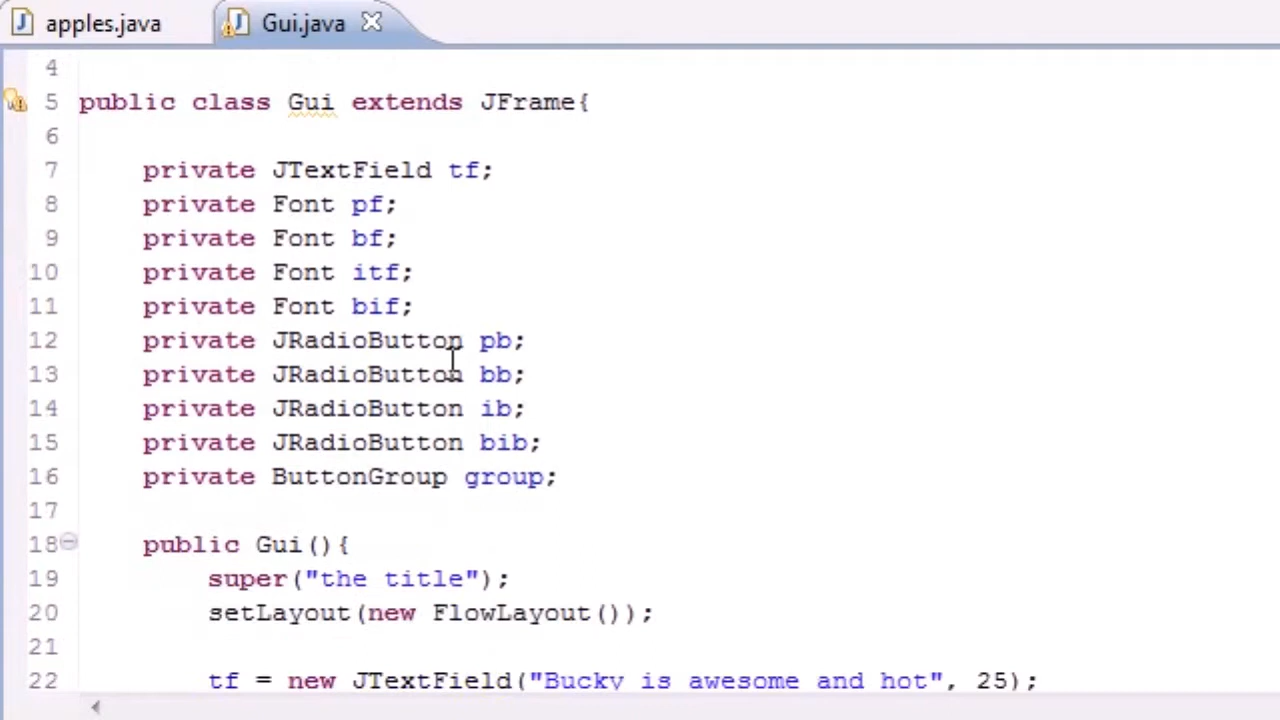 apples.java Gui.java
4
5 public class Gui extends JFrame{
6
7 private JTextField tf;
8 private Font pf;
9 private Font bf;
10 private Font itf;
11 private Font bif;
12 private JRadioButton pb;
13 private JRadioButton bb;
14 private JRadioButton ib;
15 private JRadioButton bib;
16 private ButtonGroup group;
17
18 public Gui(){
19 super("the title");
20 setLayout(new FlowLayout());
21
22 tf = new JTextField("Bucky is awesome and hot", 25);